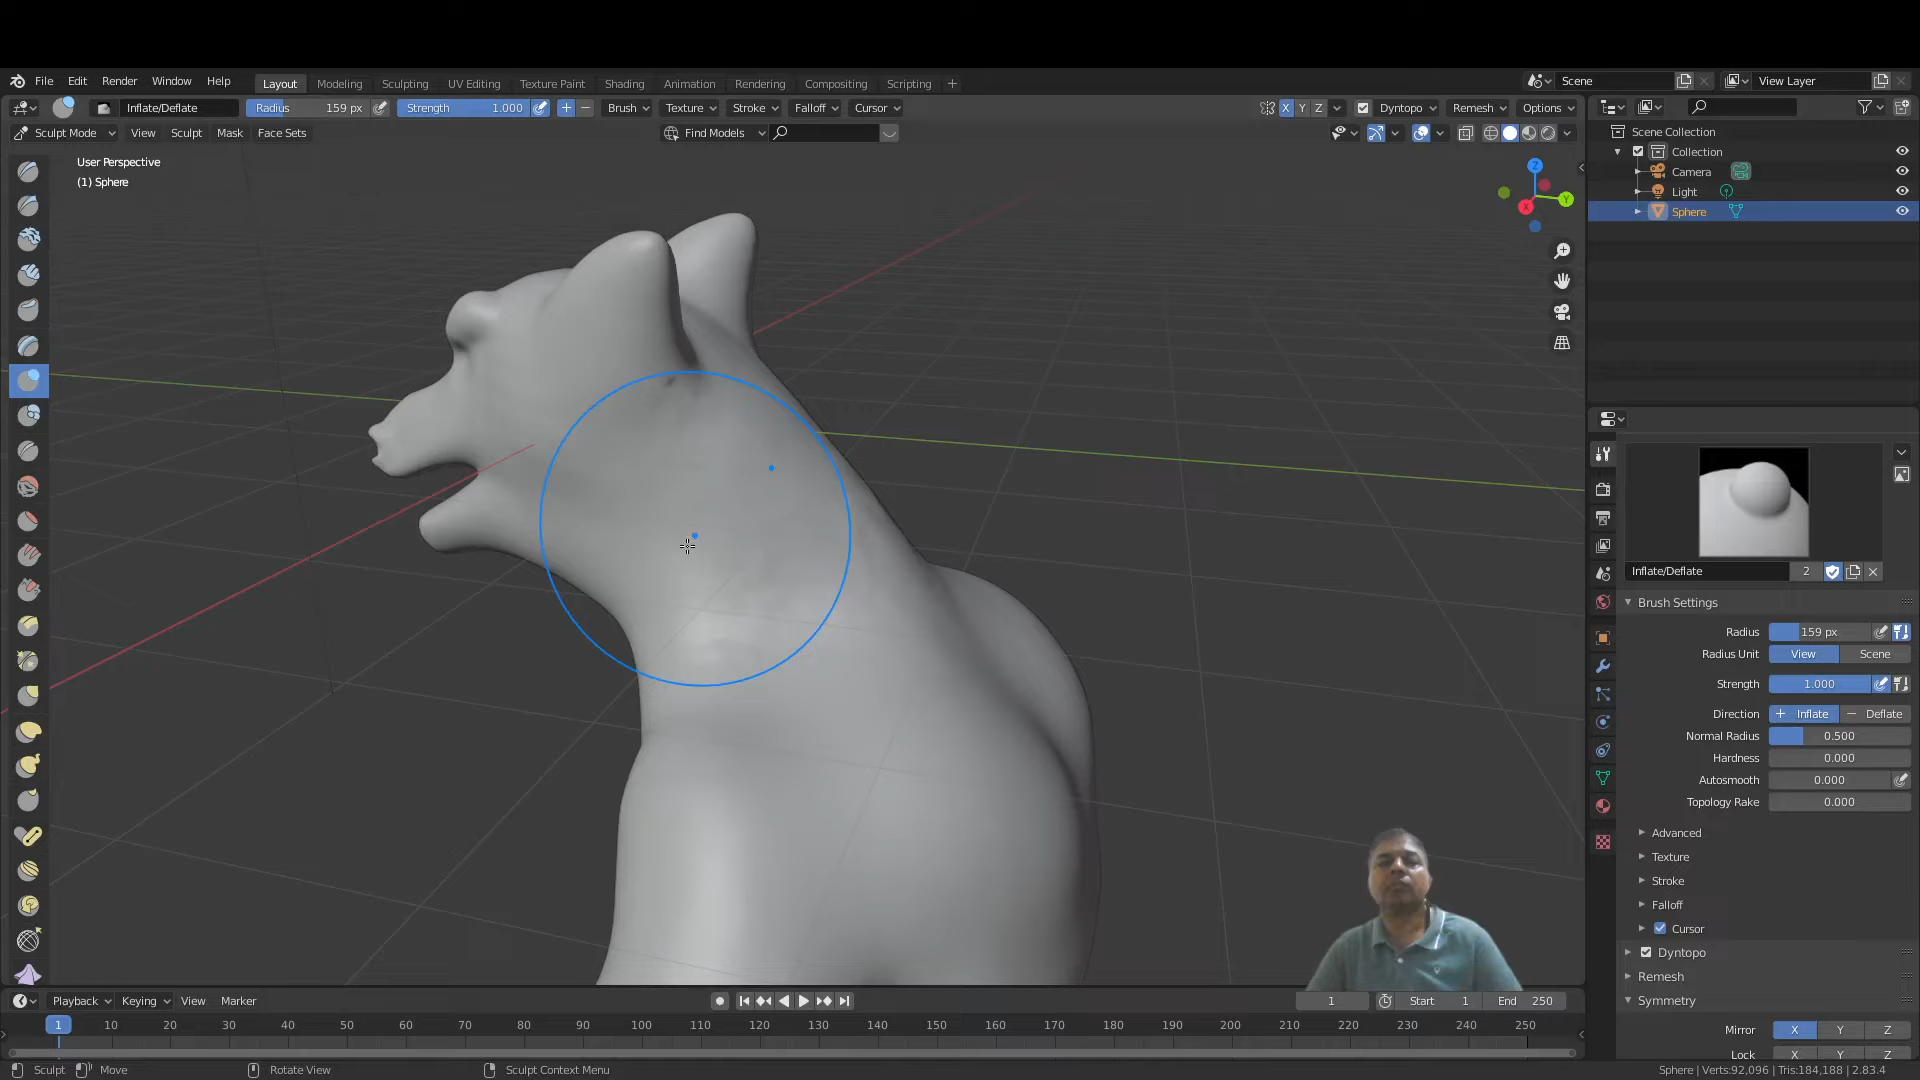 File Edit Render Window Help Layout Modeling Sculpting UV Editing Texture Paint Shading Animation Rendering Compositing Scripting + Scene View Layer
Inflate/Deflate Radius 159 px Strength 1.000 + − Brush Texture Stroke Falloff Cursor X Y Z Dyntopo Remesh Options
Sculpt Mode View Sculpt Mask Face Sets Find Models
User Perspective
(1) Sphere
Z
Y
X
Scene Collection
Collection
Camera
Light
Sphere
Inflate/Deflate 2
Brush Settings
Radius 159 px
Radius Unit View Scene
Strength 1.000
Direction + Inflate − Deflate
Normal Radius 0.500
Hardness 0.000
Autosmooth 0.000
Topology Rake 0.000
Advanced
Texture
Stroke
Falloff
Cursor
Dyntopo
Remesh
Symmetry
Mirror X Y Z
Lock X Y Z
Playback Keying View Marker 1 Start 1 End 250
1 10 20 30 40 50 60 70 80 90 100 110 120 130 140 150 160 170 180 190 200 210 220 230 240 250
Sculpt Move Rotate View Sculpt Context Menu Sphere | Verts:92,096 | Tris:184,188 | 2.83.4